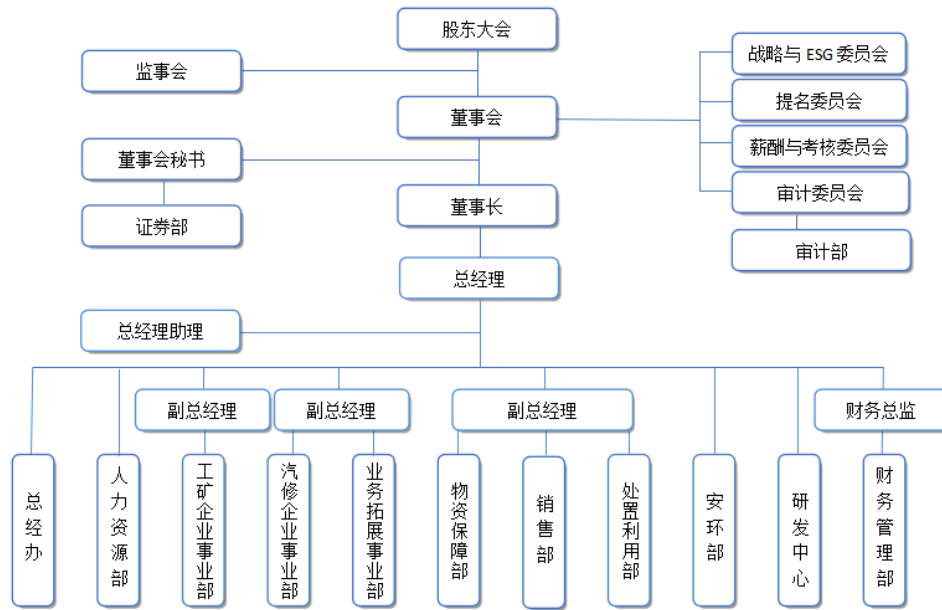 股东大会
监事会
战略与 ESG 委员会
提名委员会
董事会
薪酬与考核委员会
董事会秘书
审计委员会
董事长
证券部
审计部
总经理
总经理助理
副总经理
副总经理
副总经理
财务总监
总经办
人力资源部
工矿企业事业部
汽修企业事业部
业务拓展事业部
物资保障部
销售部
处置利用部
安环部
研发中心
财务管理部